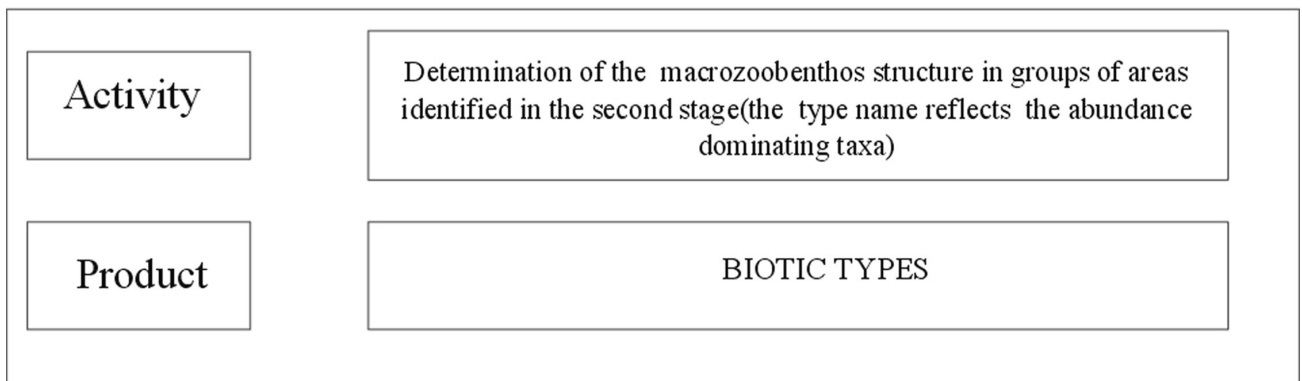 Activity
Determination of the macrozoobenthos structure in groups of areas
identified in the second stage(the type name reflects the abundance
dominating taxa)
Product
BIOTIC TYPES